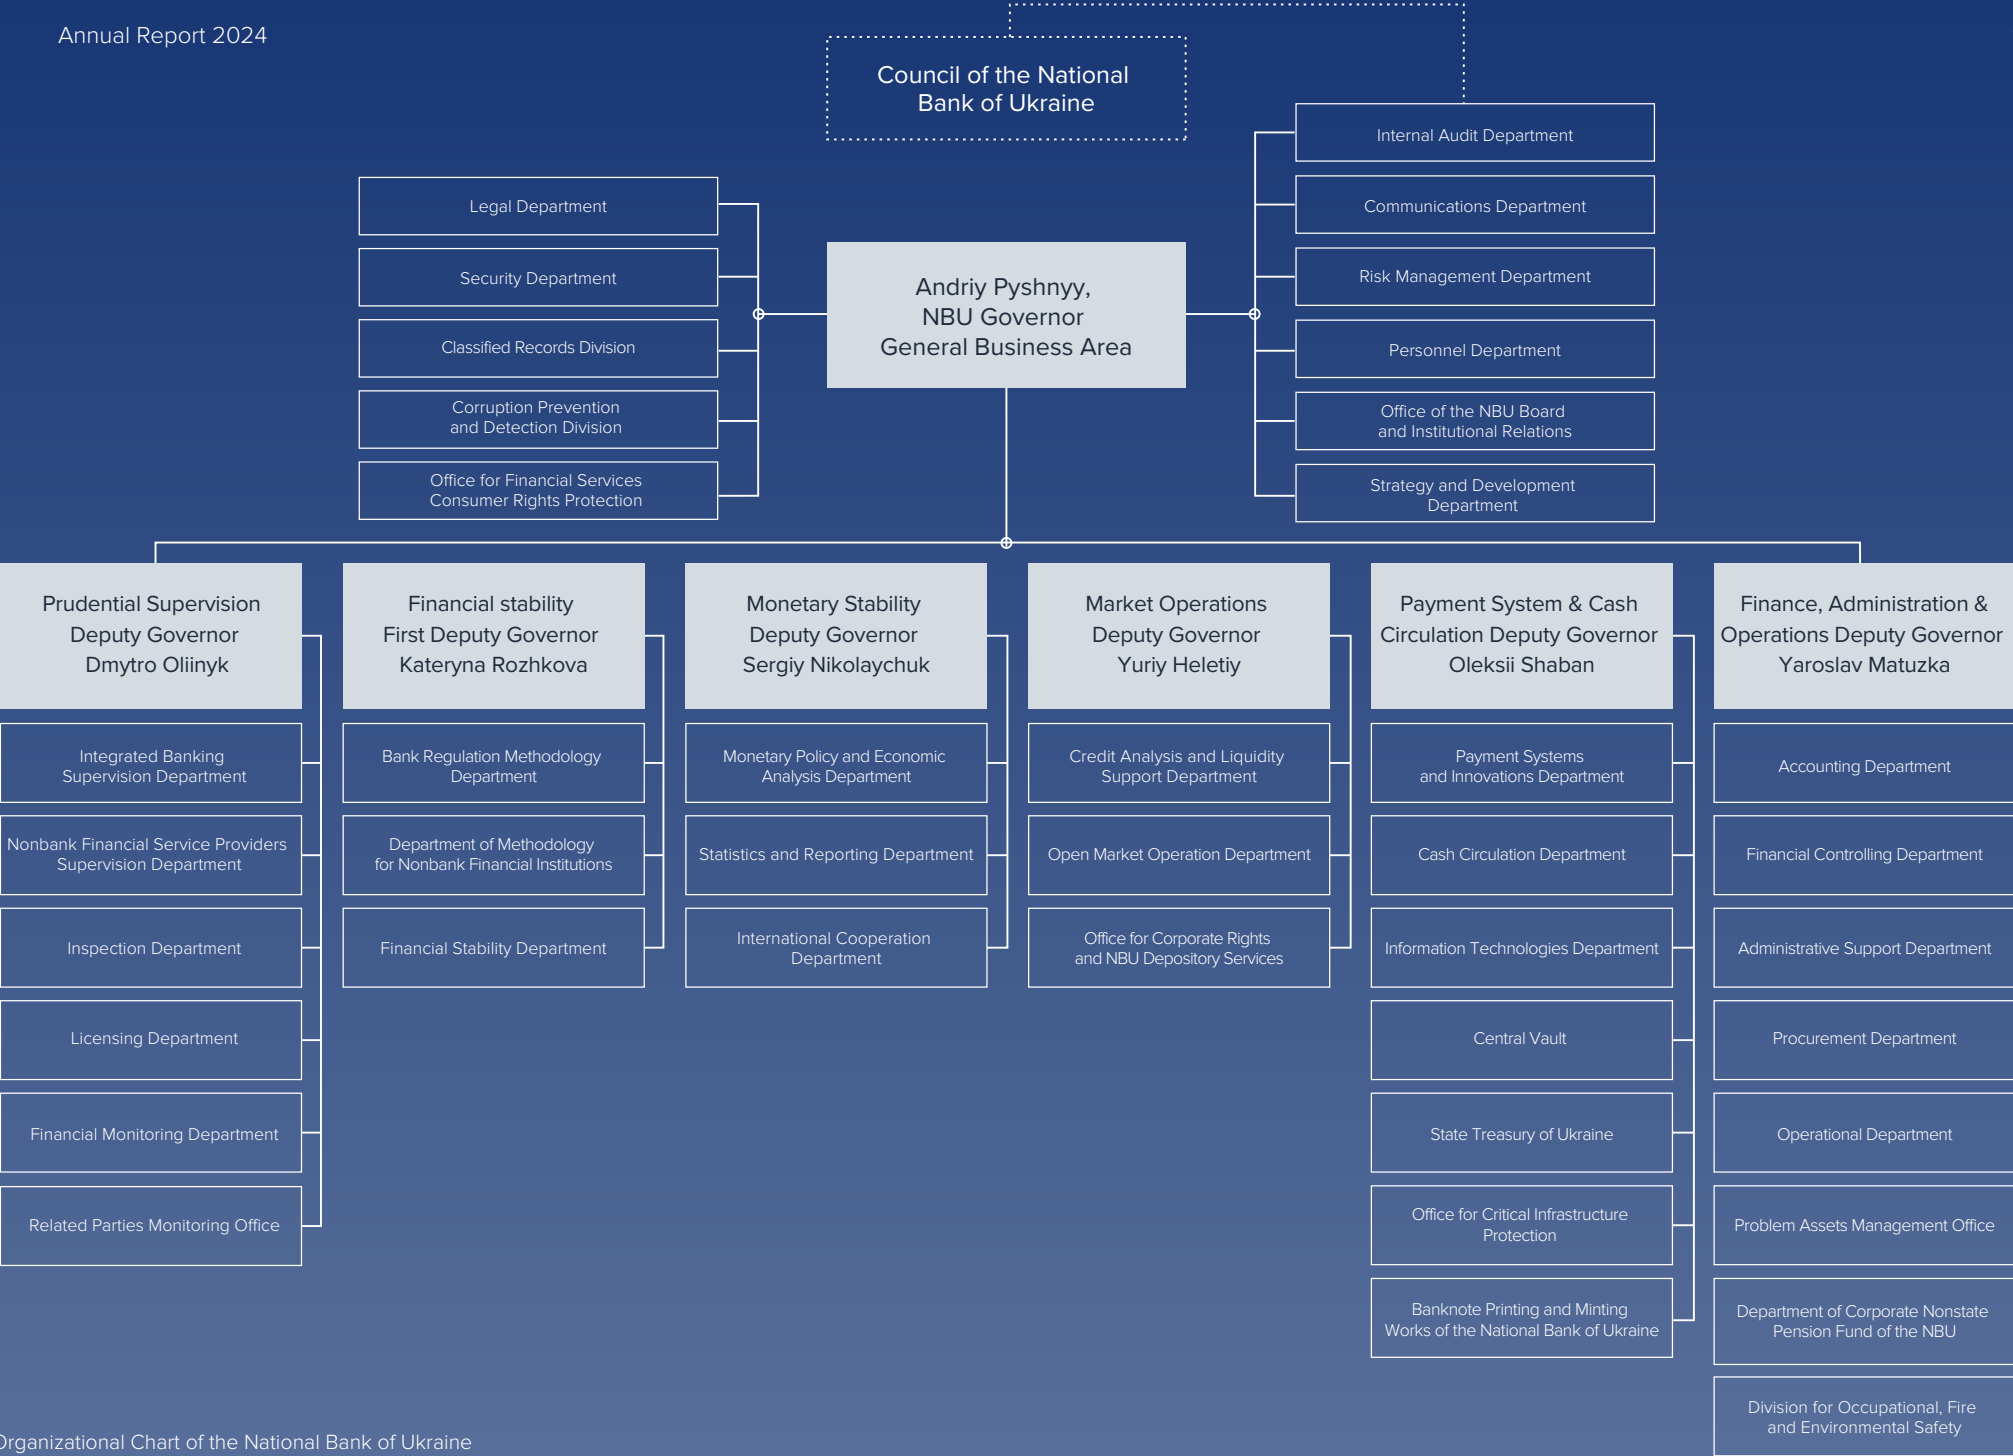 Annual Report 2024
Council of the National
Bank of Ukraine
Internal Audit Department
Communications Department
Risk Management Department
Personnel Department
Office of the NBU Board
and Institutional Relations
Strategy and Development
Department
Legal Department
Security Department
Classified Records Division
Corruption Prevention
and Detection Division
Office for Financial Services
Consumer Rights Protection
Andriy Pyshnyy,
NBU Governor
General Business Area
Prudential Supervision
Deputy Governor
Dmytro Oliinyk
Integrated Banking
Supervision Department
Nonbank Financial Service Providers
Supervision Department
Inspection Department
Licensing Department
Financial Monitoring Department
Related Parties Monitoring Office
Financial stability
First Deputy Governor
Kateryna Rozhkova
Bank Regulation Methodology
Department
Department of Methodology
for Nonbank Financial Institutions
Financial Stability Department
Monetary Stability
Deputy Governor
Sergiy Nikolaychuk
Monetary Policy and Economic
Analysis Department
Statistics and Reporting Department
International Cooperation
Department
Market Operations
Deputy Governor
Yuriy Heletiy
Credit Analysis and Liquidity
Support Department
Open Market Operation Department
Office for Corporate Rights
and NBU Depository Services
Payment System & Cash
Circulation Deputy Governor
Oleksii Shaban
Payment Systems
and Innovations Department
Cash Circulation Department
Information Technologies Department
Central Vault
State Treasury of Ukraine
Office for Critical Infrastructure
Protection
Banknote Printing and Minting
Works of the National Bank of Ukraine
Finance, Administration &
Operations Deputy Governor
Yaroslav Matuzka
Accounting Department
Financial Controlling Department
Administrative Support Department
Procurement Department
Operational Department
Problem Assets Management Office
Department of Corporate Nonstate
Pension Fund of the NBU
Division for Occupational, Fire
and Environmental Safety
Organizational Chart of the National Bank of Ukraine